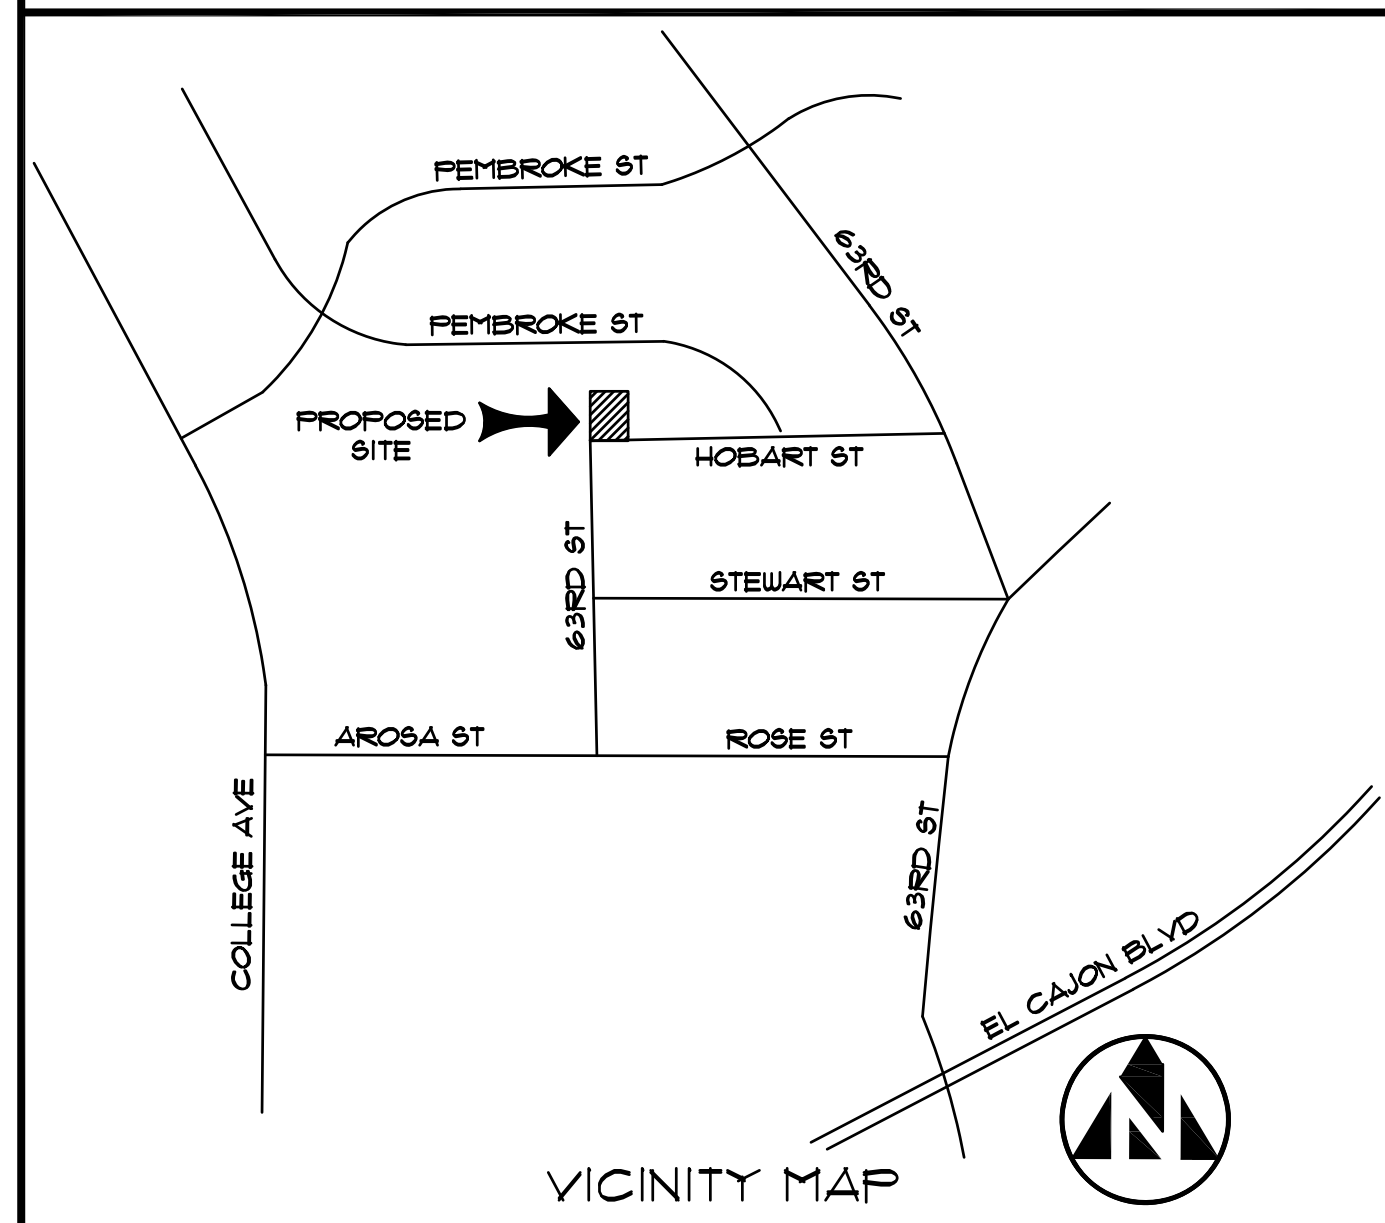 PEMBROKE ST
63RD ST
PEMBROKE ST
PROPOSED
SITE
HOBART ST
63RD ST
STEWART ST
AROSA ST
ROSE ST
COLLEGE AVE
63RD ST
EL CAJON BLVD
N
VICINITY MAP